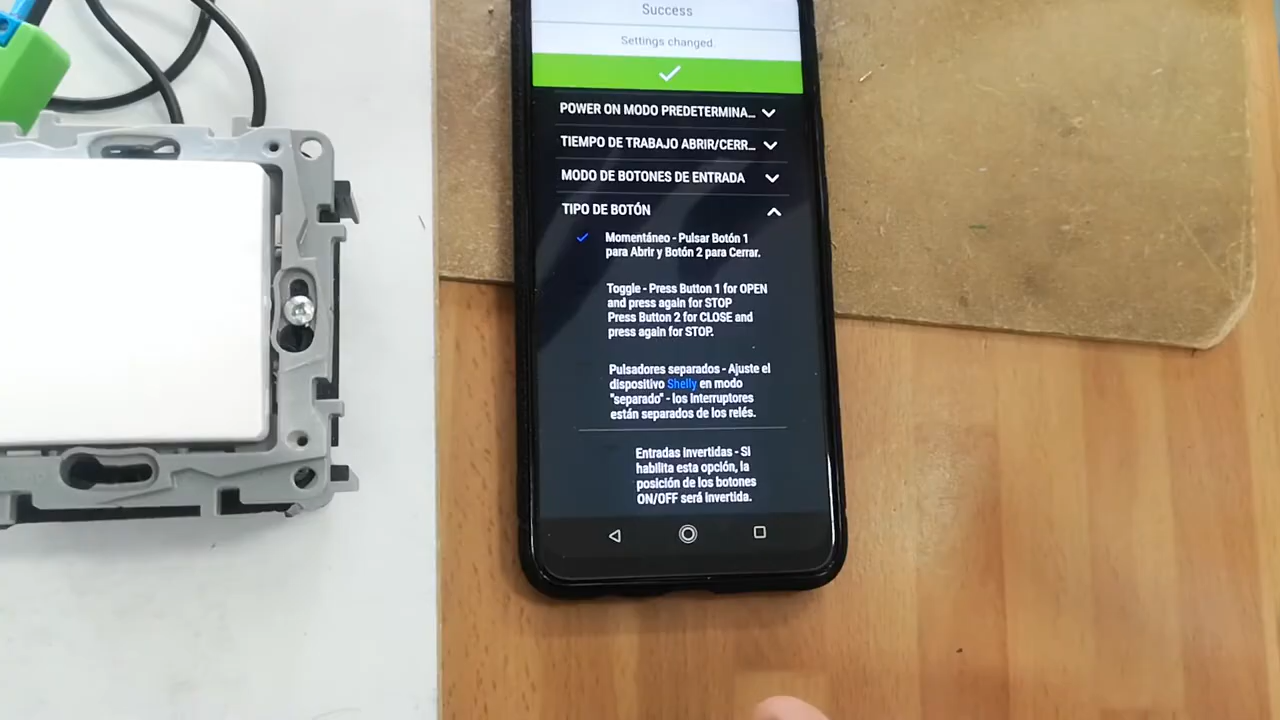 Success
Settings changed.
POWER ON MODO PREDETERMINA...
TIEMPO DE TRABAJO ABRIR/CERR...
MODO DE BOTONES DE ENTRADA
TIPO DE BOTÓN
Momentáneo - Pulsar Botón 1
para Abrir y Botón 2 para Cerrar.
Toggle - Press Button 1 for OPEN
and press again for STOP
Press Button 2 for CLOSE and
press again for STOP.
Pulsadores separados - Ajuste el
dispositivo Shelly en modo
"separado" - los interruptores
están separados de los relés.
Entradas invertidas - Si
habilita esta opción, la
posición de los botones
ON/OFF será invertida.